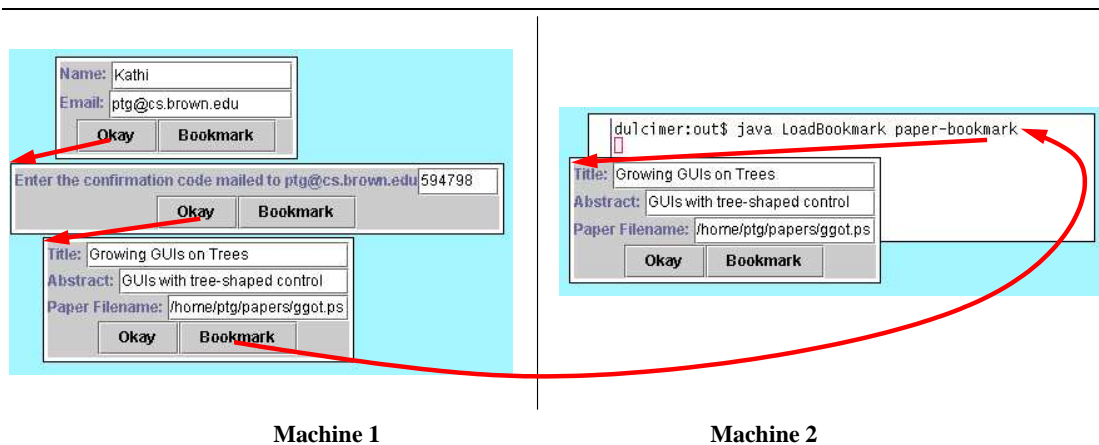 Name: Kathi
Email: ptg@cs.brown.edu
Okay Bookmark
Enter the confirmation code mailed to ptg@cs.brown.edu 594798
Okay Bookmark
Title: Growing GUIs on Trees
Abstract: GUIs with tree-shaped control
Paper Filename: /home/ptg/papers/ggot.ps
Okay Bookmark
dulcimer:out$ java LoadBookmark paper-bookmark
Title: Growing GUIs on Trees
Abstract: GUIs with tree-shaped control
Paper Filename: /home/ptg/papers/ggot.ps
Okay Bookmark
Machine 1
Machine 2